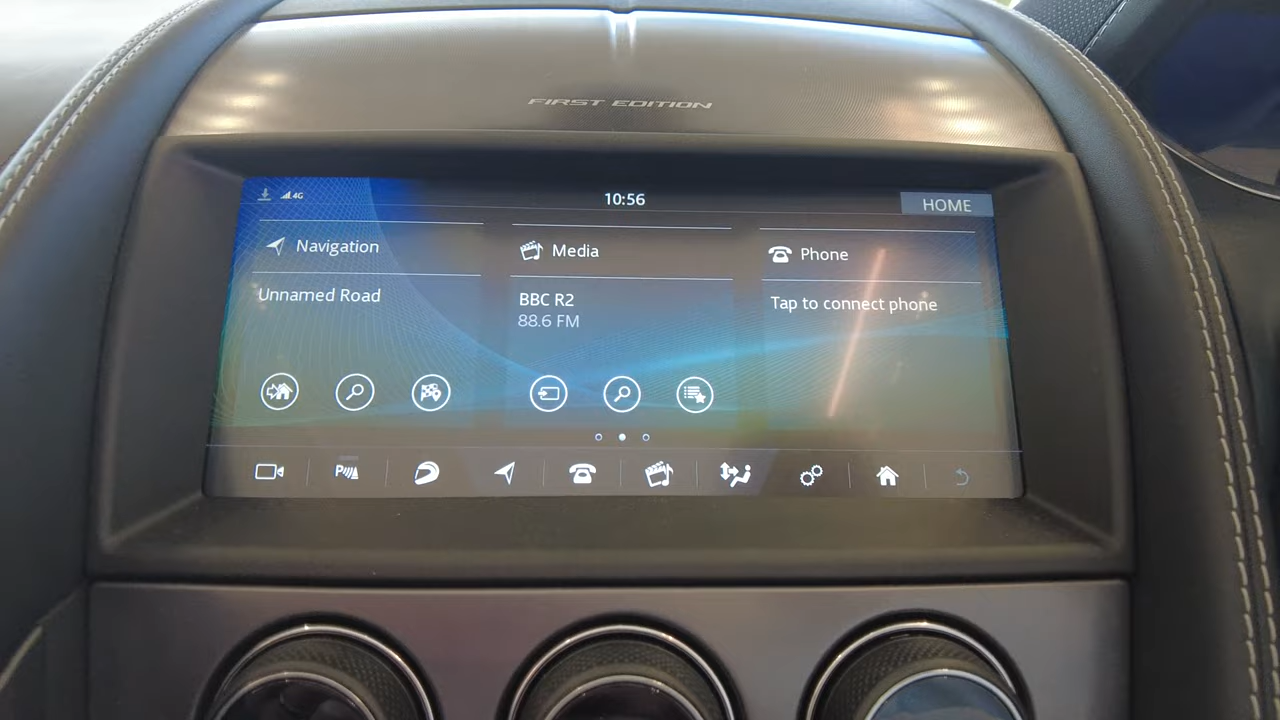 FIRST EDITION
4G
10:56
HOME
Navigation
Media
Phone
Unnamed Road
BBC R2
88.6 FM
Tap to connect phone
P